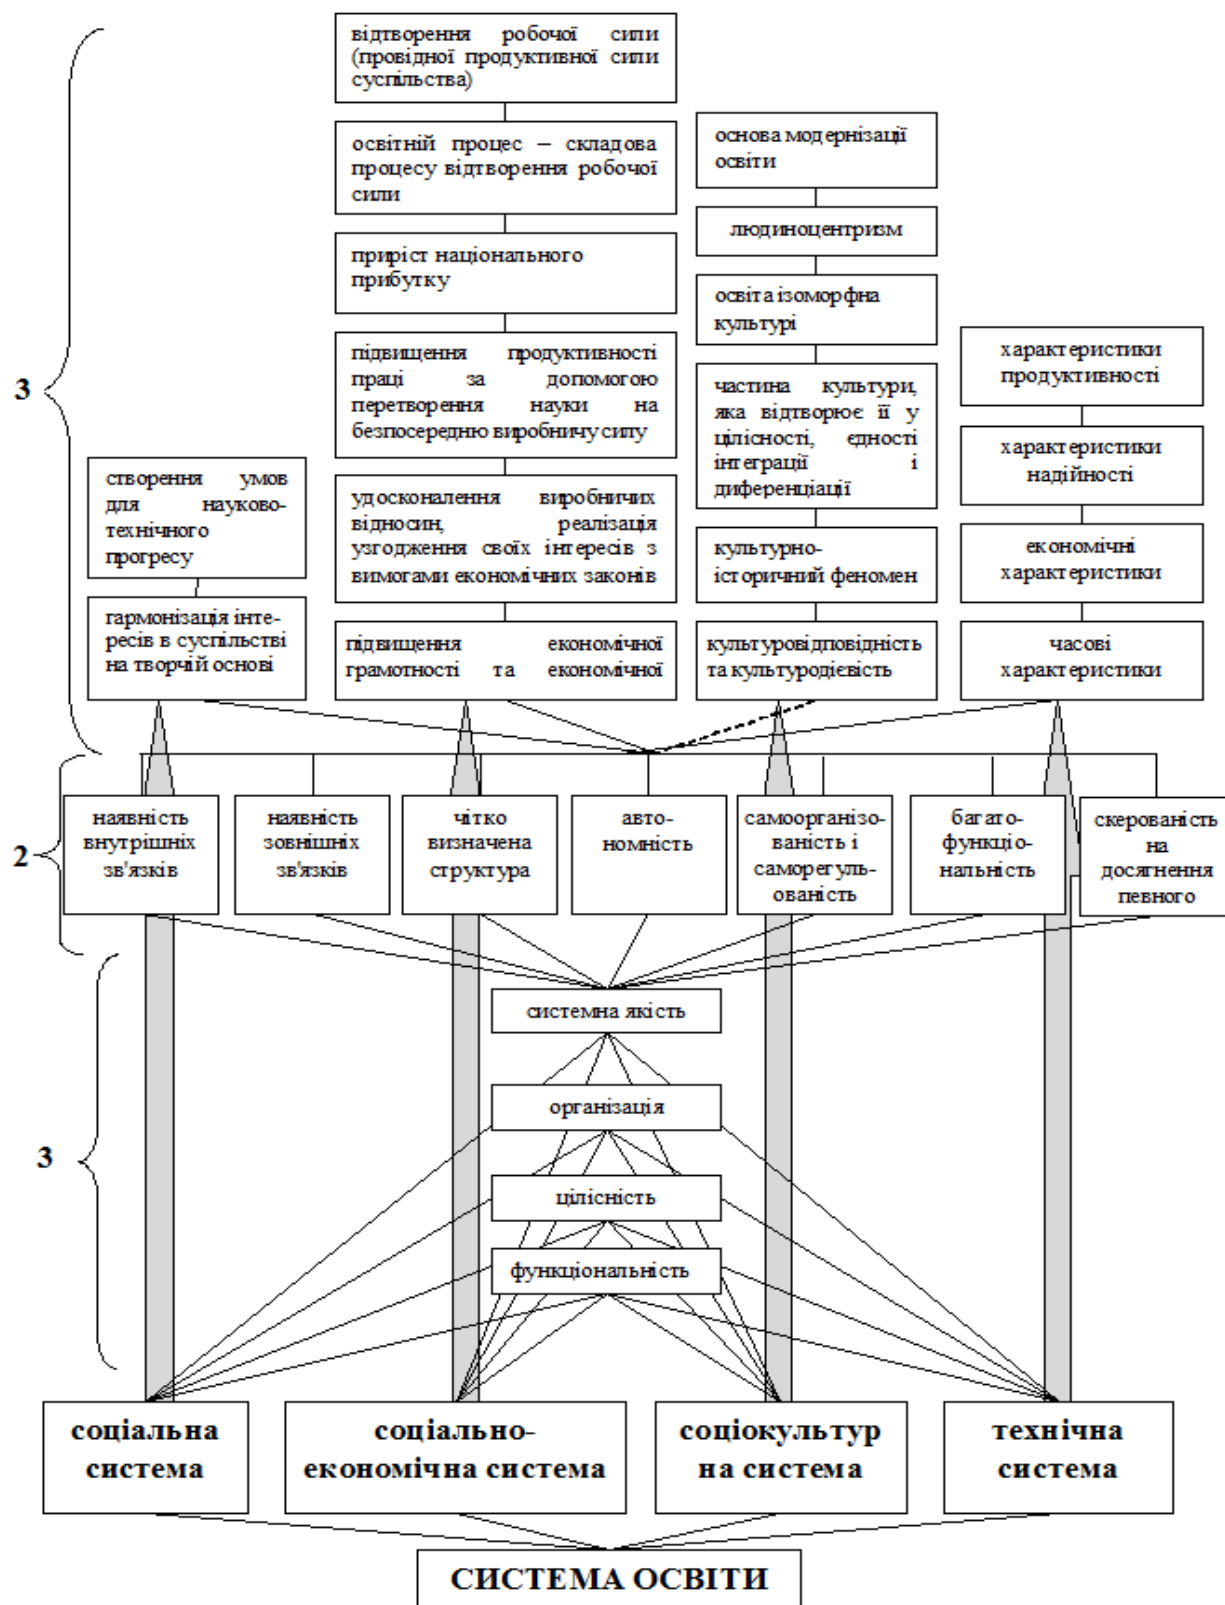 відтворення робочої сили
(провідної продуктивної сили
суспільства)
освітній процес – складова
процесу відтворення робочої
сили
приріст національного
прибутку
підвищення продуктивності
праці за допомогою
перетворення науки на
безпосередню виробничу силу
удосконалення виробничих
відносин, реалізація
узгодження своїх інтересів з
вимогами економічних законів
підвищення економічної
грамотності та економічної
основа модернізації
освіти
людиноцентризм
освіта ізоморфна
культурі
частина культури,
яка відтворює її у
цілісності, єдності
інтеграції і
диференціації
культурно-
історичний феномен
культуровідповідність
та культуродієвість
характеристики
продуктивності
характеристики
надійності
економічні
характеристики
часові
характеристики
3
створення умов
для науково-
технічного
прогресу
гармонізація інте-
ресів в суспільстві
на творчій основі
2
наявність
внутрішніх
зв'язків
наявність
зовнішніх
зв'язків
чітко
визначена
структура
авто-
номність
самоорганізо-
ваність і
саморегуль-
ованість
багато-
функціо-
нальність
скерованість
на
досягнення
певного
3
системна якість
організація
цілісність
функціональність
соціальна
система
соціально-
економічна система
соціокультур
на система
технічна
система
СИСТЕМА ОСВІТИ